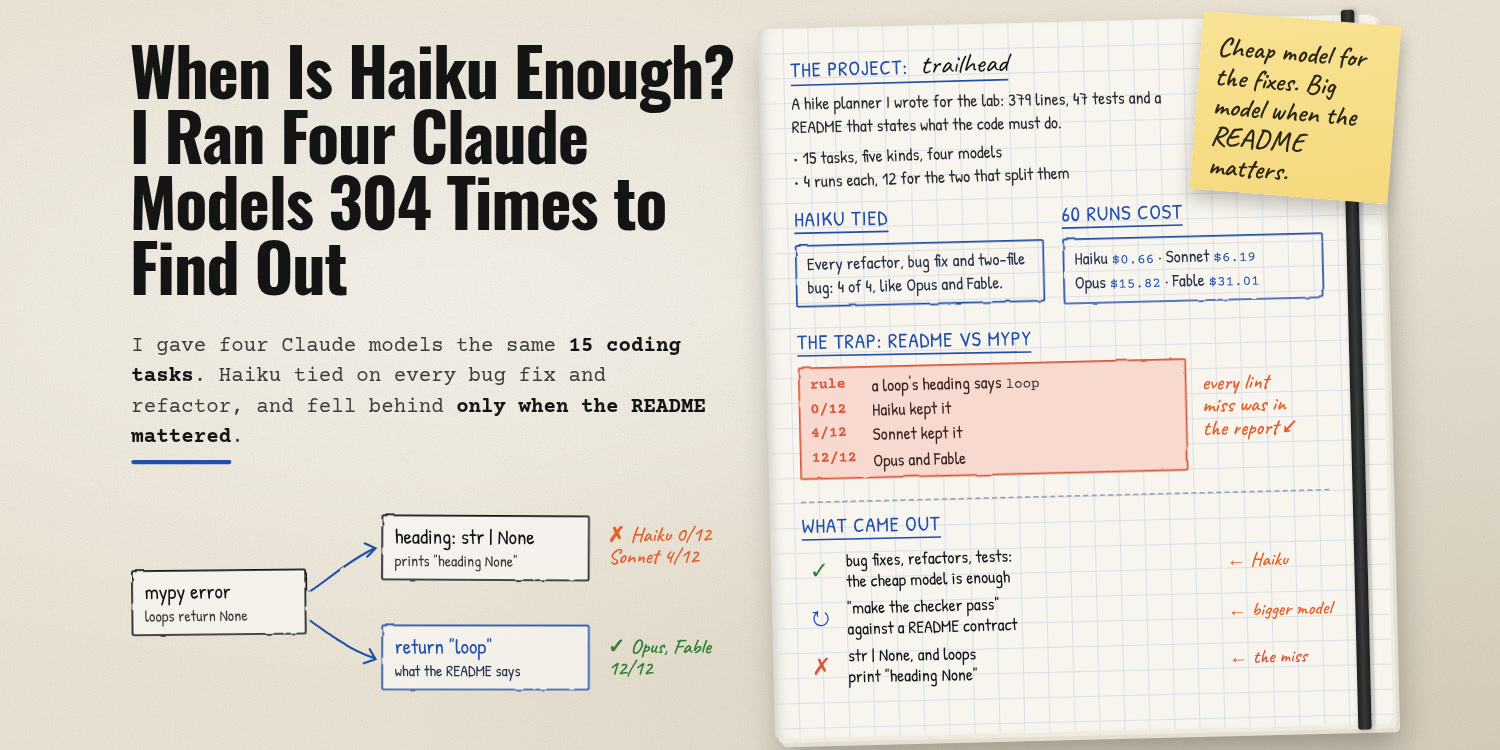 When Is Haiku Enough?
I Ran Four Claude
Models 304 Times to
Find Out
I gave four Claude models the same 15 coding
tasks. Haiku tied on every bug fix and
refactor, and fell behind only when the README
mattered.
mypy error
loops return None
heading: str | None
prints "heading None"
✗ Haiku 0/12
Sonnet 4/12
return "loop"
what the README says
✓ Opus, Fable
12/12
THE PROJECT: trailhead
A hike planner I wrote for the lab: 379 lines, 47 tests and a
README that states what the code must do.
· 15 tasks, five kinds, four models
· 4 runs each, 12 for the two that split them
Cheap model for
the fixes. Big
model when the
README
matters.
HAIKU TIED
Every refactor, bug fix and two-file
bug: 4 of 4, like Opus and Fable.
60 RUNS COST
Haiku $0.66 · Sonnet $6.19
Opus $15.82 · Fable $31.01
THE TRAP: README VS MYPY
rule a loop's heading says loop
0/12 Haiku kept it
4/12 Sonnet kept it
12/12 Opus and Fable
every lint
miss was in
the report↙
WHAT CAME OUT
✓ bug fixes, refactors, tests:
the cheap model is enough
← Haiku
↻ "make the checker pass"
against a README contract
← bigger model
✗ str | None, and loops
print "heading None"
← the miss